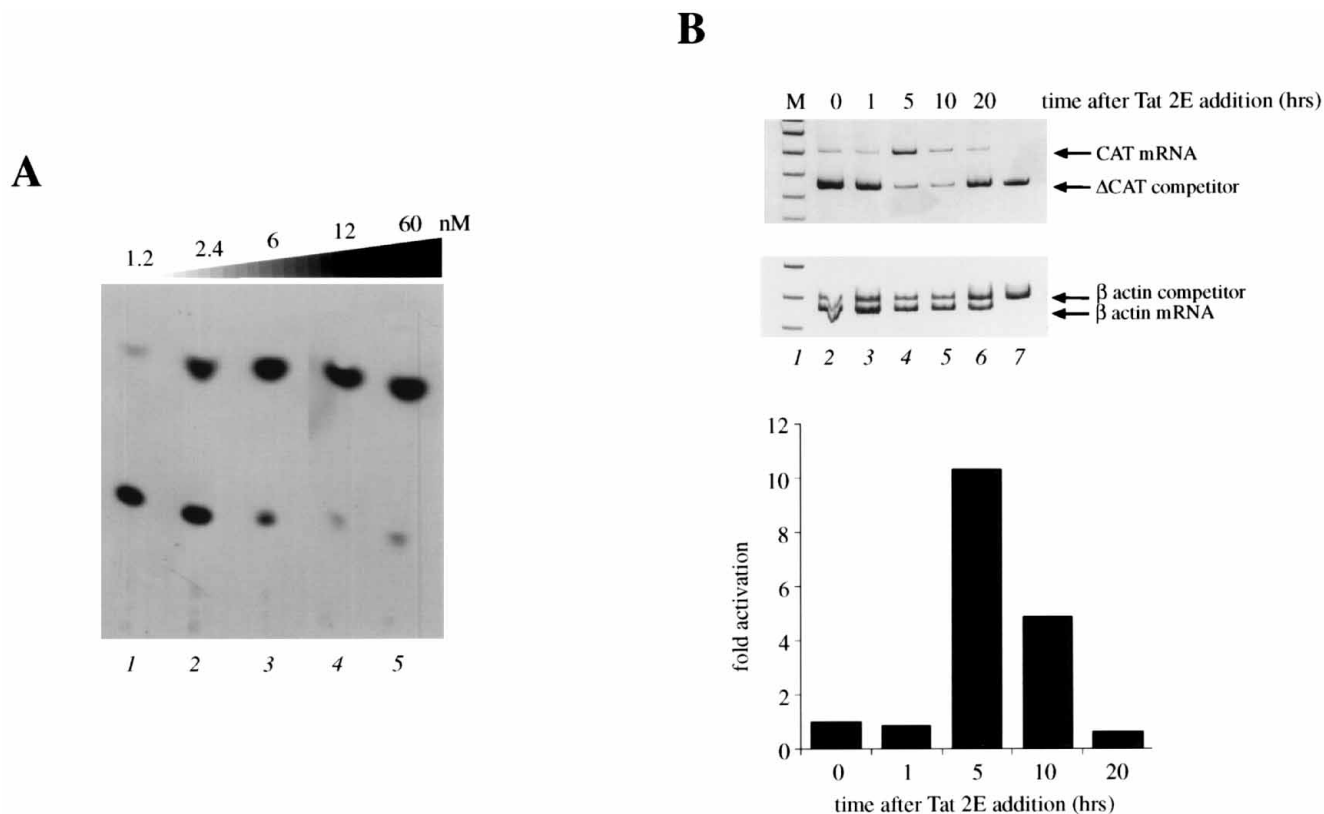 A
1.2 2.4 6 12 60 nM
1 2 3 4 5
B
M 0 1 5 10 20 time after Tat 2E addition (hrs)
CAT mRNA
ΔCAT competitor
β actin competitor
β actin mRNA
1 2 3 4 5 6 7
12
10
8
6
4
2
0
fold activation
0 1 5 10 20
time after Tat 2E addition (hrs)